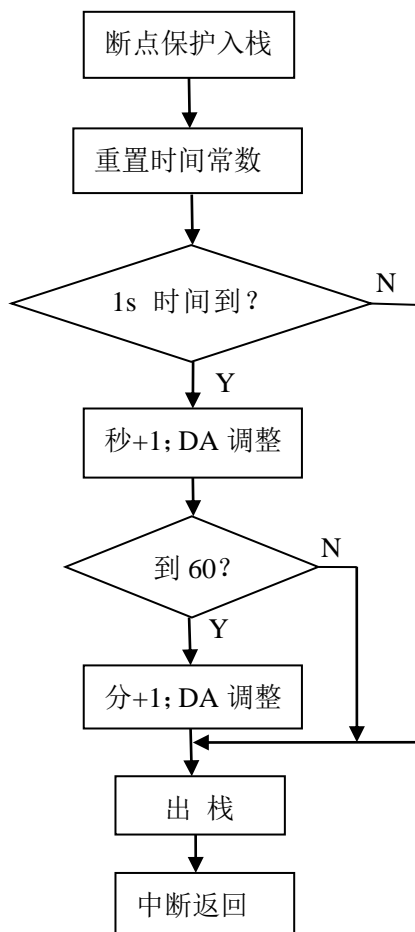 断点保护入栈
重置时间常数
1s 时间到？
N
Y
秒+1; DA 调整
N
到 60？
Y
分+1; DA 调整
出 栈
中断返回